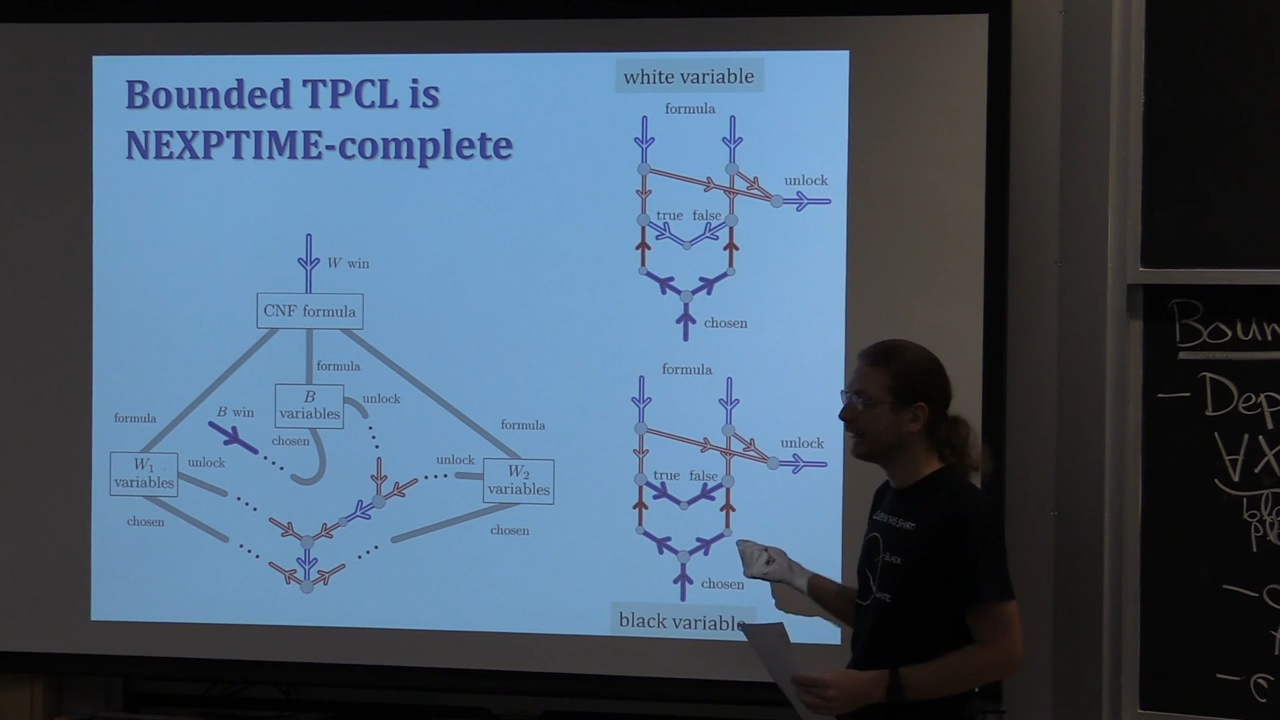 Bounded TPCL is
NEXPTIME-complete
W win
CNF formula
formula
B
variables
unlock
formula
B win
chosen
formula
W1
variables
unlock
unlock
W2
variables
chosen
chosen
white variable
formula
unlock
true false
chosen
formula
unlock
true false
chosen
black variable
Boun
- Dep
∀X
BLACK